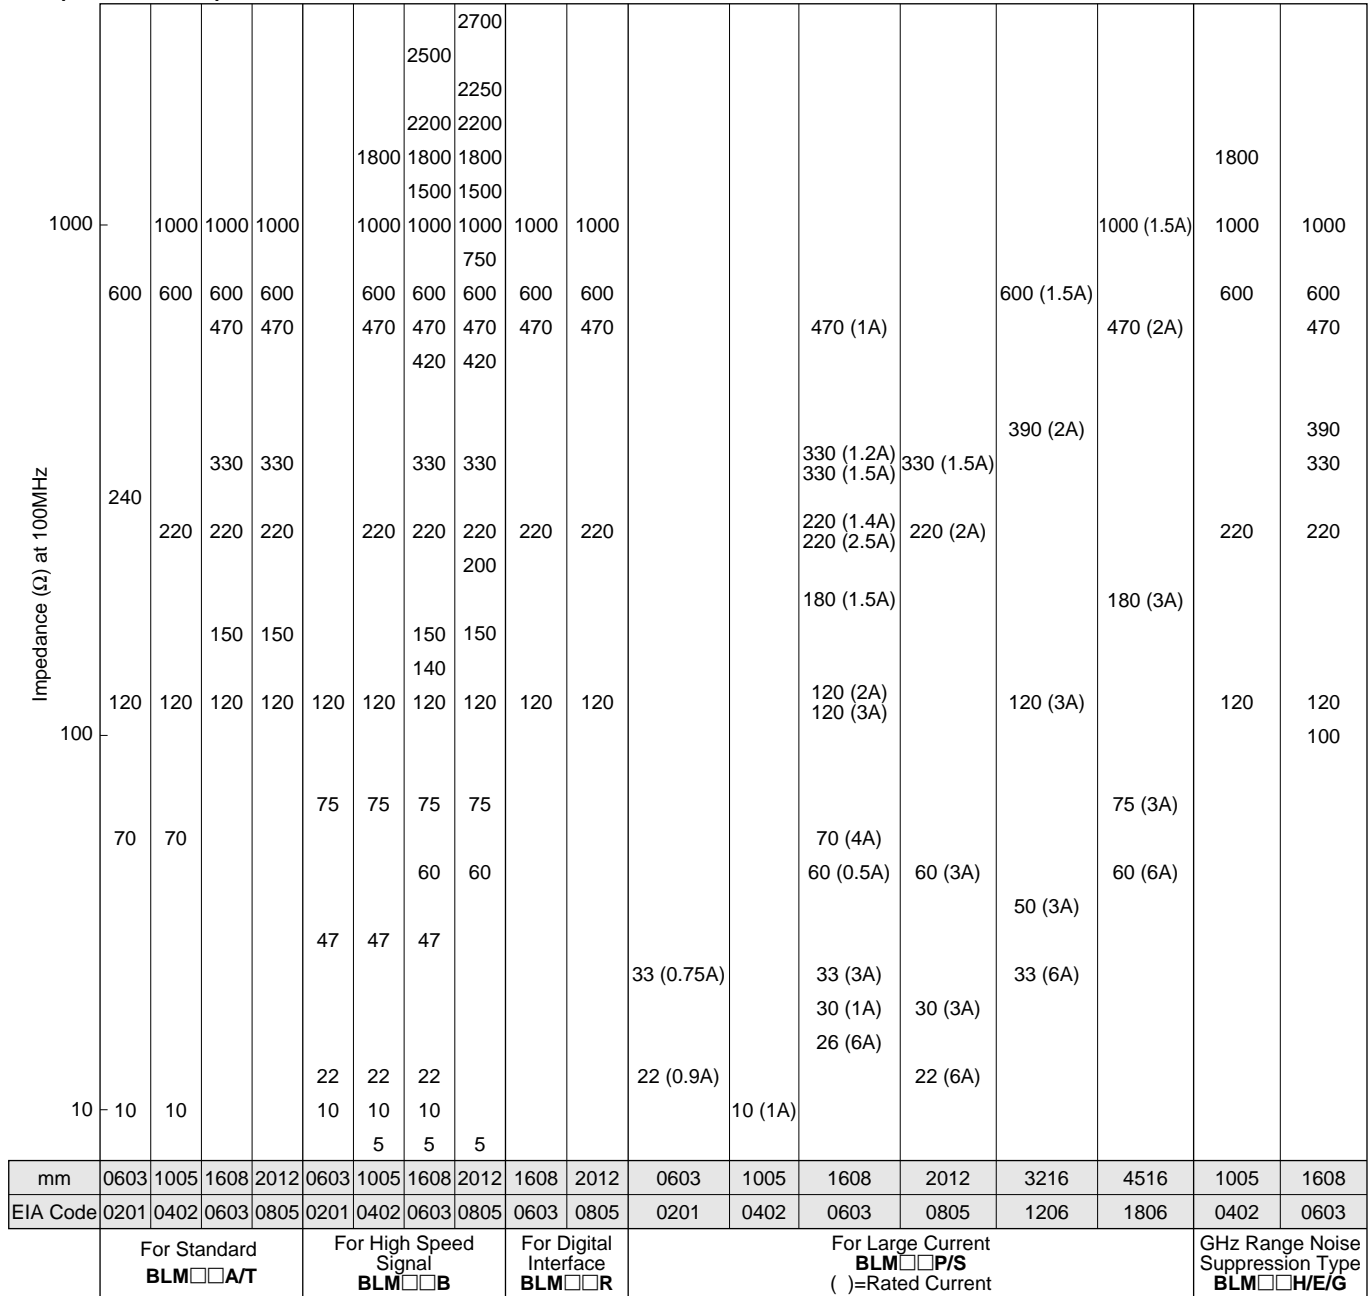 2700
2500
2250
2200 2200
1800 1800 1800 1800
1500 1500
1000 1000 1000 1000 1000 1000 1000 1000 1000 1000 (1.5A) 1000 1000
750
600 600 600 600 600 600 600 600 600 600 (1.5A) 600 600
470 470 470 470 470 470 470 470 (1A) 470 (2A) 470
420 420
390 (2A) 390
330 330 330 330 330 (1.2A) 330 (1.5A) 330 (1.5A) 330
240
220 220 220 220 220 220 220 220 220 (1.4A) 220 (2.5A) 220 (2A) 220 220
200
180 (1.5A) 180 (3A)
150 150 150 150
140
120 120 120 120 120 120 120 120 120 120 120 (2A) 120 (3A) 120 (3A) 120 120
100 100
75 75 75 75 75 (3A)
70 70 70 (4A)
60 60 60 (0.5A) 60 (3A) 60 (6A)
50 (3A)
47 47 47
33 (0.75A) 33 (3A) 33 (6A)
30 (1A) 30 (3A)
26 (6A)
22 22 22 22 (0.9A) 22 (6A)
10 10 10 10 10 10 10 (1A)
5 5 5
Impedance (Ω) at 100MHz
mm 0603 1005 1608 2012 0603 1005 1608 2012 1608 2012 0603 1005 1608 2012 3216 4516 1005 1608
EIA Code 0201 0402 0603 0805 0201 0402 0603 0805 0603 0805 0201 0402 0603 0805 1206 1806 0402 0603
For Standard
BLM□□A/T
For High Speed
Signal
BLM□□B
For Digital
Interface
BLM□□R
For Large Current
BLM□□P/S
( )=Rated Current
GHz Range Noise
Suppression Type
BLM□□H/E/G